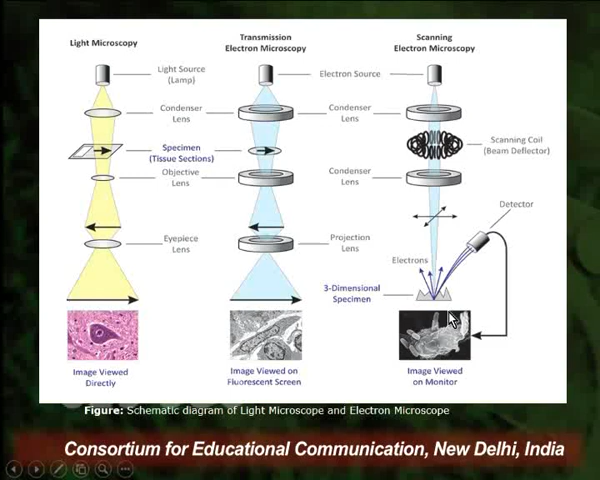 Light Microscopy
Transmission
Electron Microscopy
Scanning
Electron Microscopy
Light Source
(Lamp)
Electron Source
Condenser
Lens
Condenser
Lens
Specimen
(Tissue Sections)
Scanning Coil
(Beam Deflector)
Objective
Lens
Condenser
Lens
Detector
Eyepiece
Lens
Projection
Lens
Electrons
3-Dimensional
Specimen
Image Viewed
Directly
Image Viewed on
Fluorescent Screen
Image Viewed
on Monitor
Figure: Schematic diagram of Light Microscope and Electron Microscope
Consortium for Educational Communication, New Delhi, India